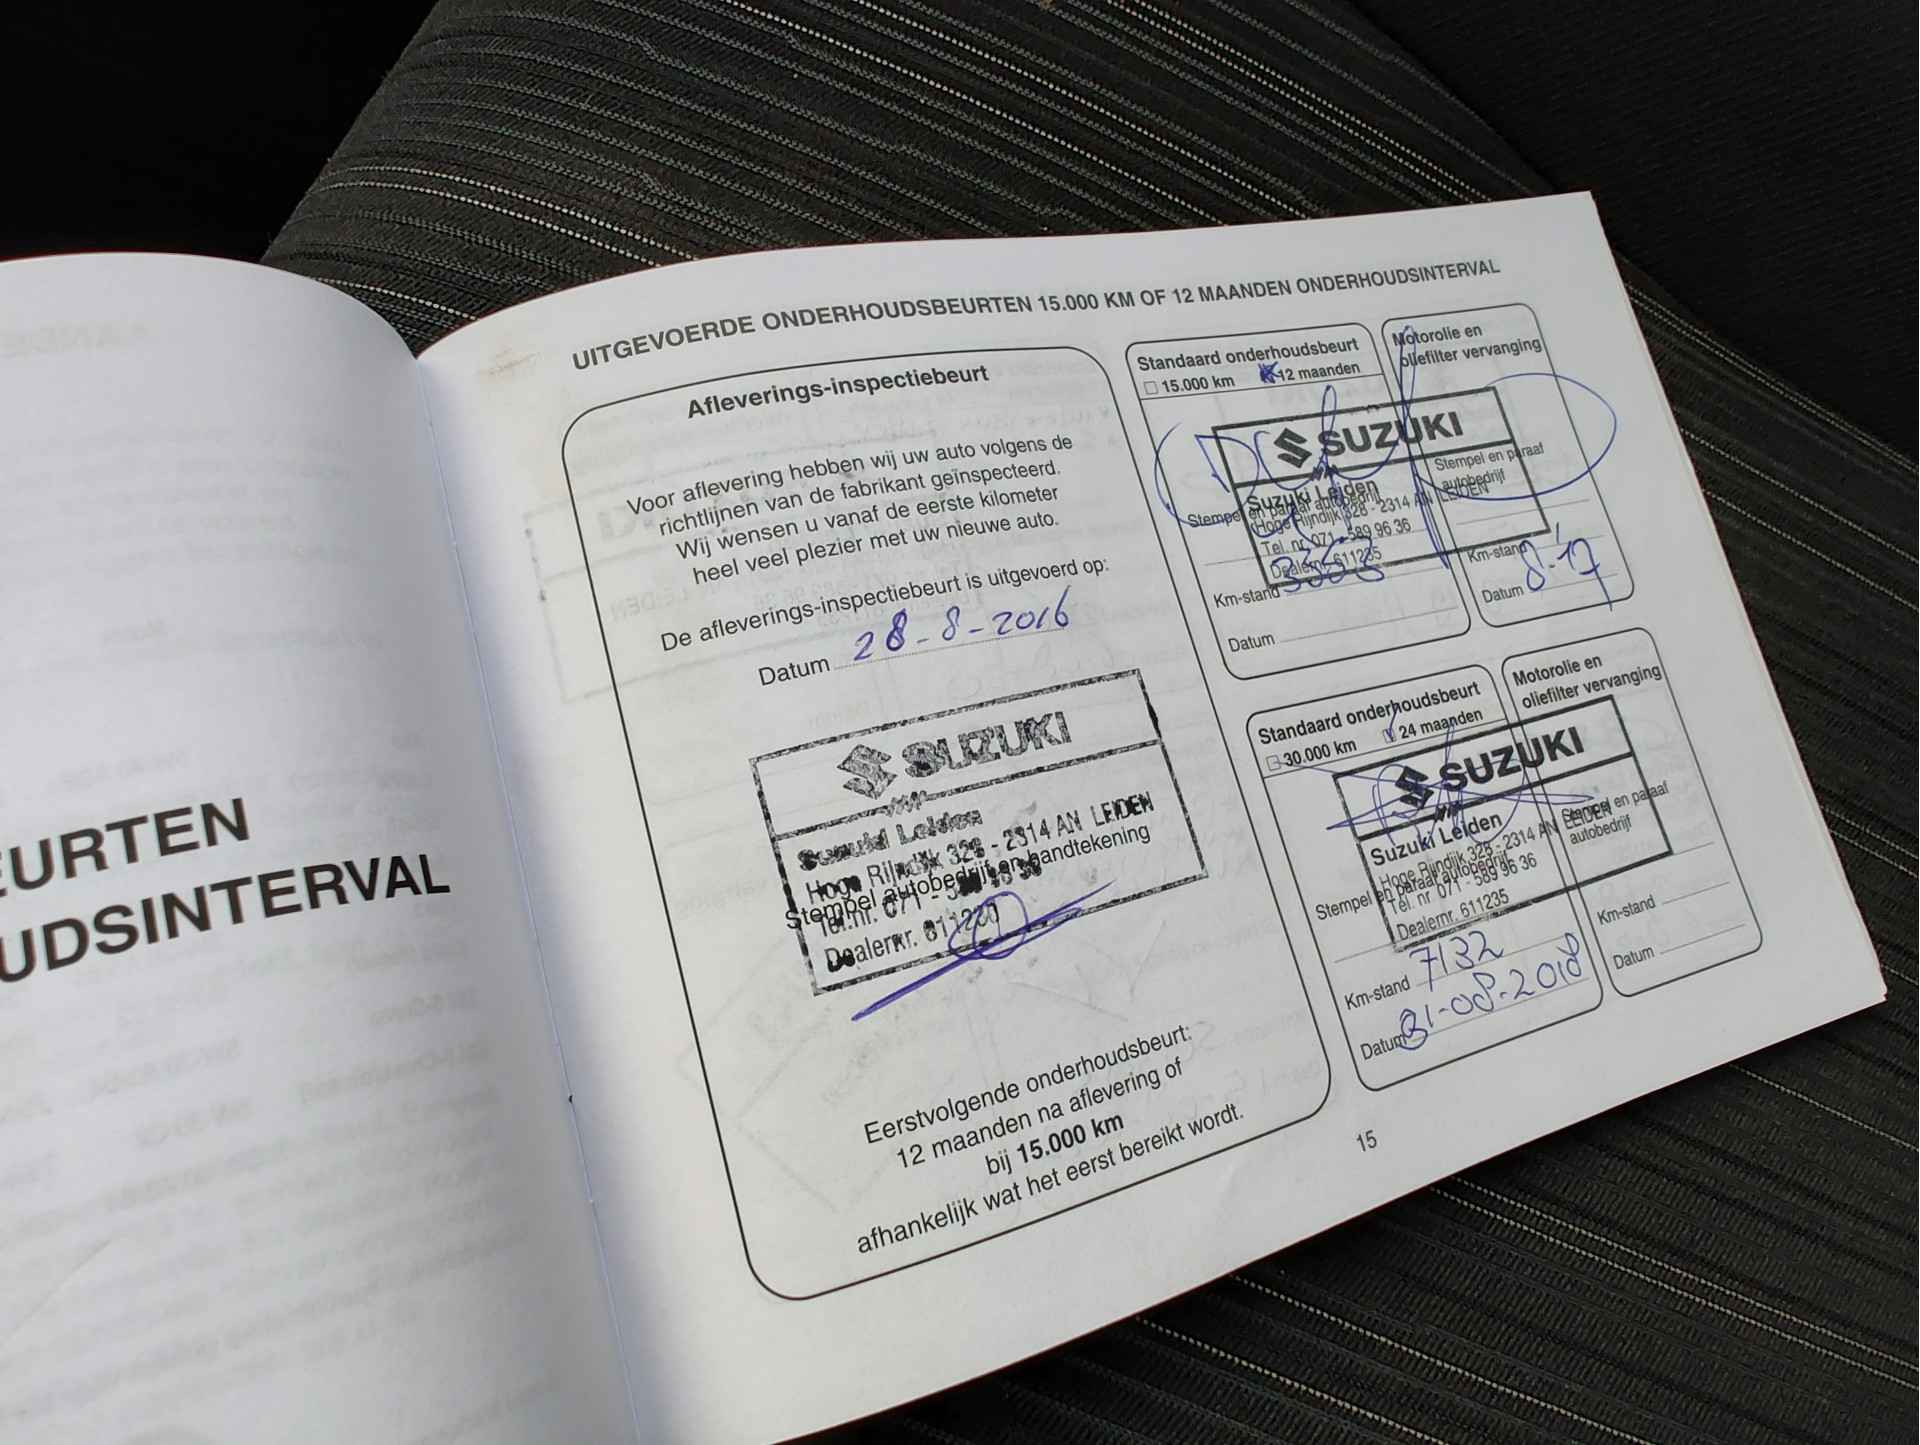 EURTEN
UDSINTERVAL
UITGEVOERDE ONDERHOUDSBEURTEN 15.000 KM OF 12 MAANDEN ONDERHOUDSINTERVAL
Afleverings-inspectiebeurt
Voor aflevering hebben wij uw auto volgens de
richtlijnen van de fabrikant geïnspecteerd.
Wij wensen u vanaf de eerste kilometer
heel veel plezier met uw nieuwe auto.
De afleverings-inspectiebeurt is uitgevoerd op:
Datum 28-8-2016
SUZUKI
Suzuki Leiden
Hoge Rijndijk 328 - 2314 AN LEIDEN
Stempel autobedrijf en handtekening
Tel.nr. 071 -
Dealernr.
Eerstvolgende onderhoudsbeurt:
12 maanden na aflevering of
bij 15.000 km
afhankelijk wat het eerst bereikt wordt.
Standaard onderhoudsbeurt
15.000 km 12 maanden
SUZUKI
Suzuki Leiden
Stempel en paraaf autobedrijf
Hoge Rijndijk 328 - 2314 AN LEIDEN
Tel. nr. 071 - 589 96 36
Dealernr. 611235
Km-stand
Datum
Motorolie en
oliefilter vervanging
Stempel en paraaf
autobedrijf
Km-stand
Datum 8-'17
Standaard onderhoudsbeurt
30.000 km 24 maanden
SUZUKI
Suzuki Leiden
Hoge Rijndijk 328 - 2314 AN LEIDEN
Stempel en paraaf autobedrijf
Tel nr. 071 - 589 96 36
Dealernr. 611235
Km-stand 7132
Datum 31-08-2018
Motorolie en
oliefilter vervanging
Stempel en paraaf
autobedrijf
Km-stand
Datum
15